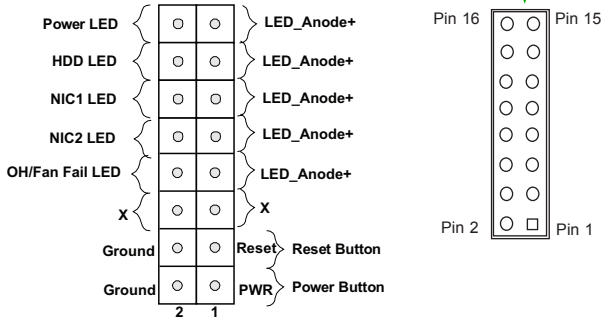 Power LED LED_Anode+
HDD LED LED_Anode+
NIC1 LED LED_Anode+
NIC2 LED LED_Anode+
OH/Fan Fail LED LED_Anode+
X X
Ground Reset Reset Button
Ground PWR Power Button
2 1
Pin 16 Pin 15
Pin 2 Pin 1